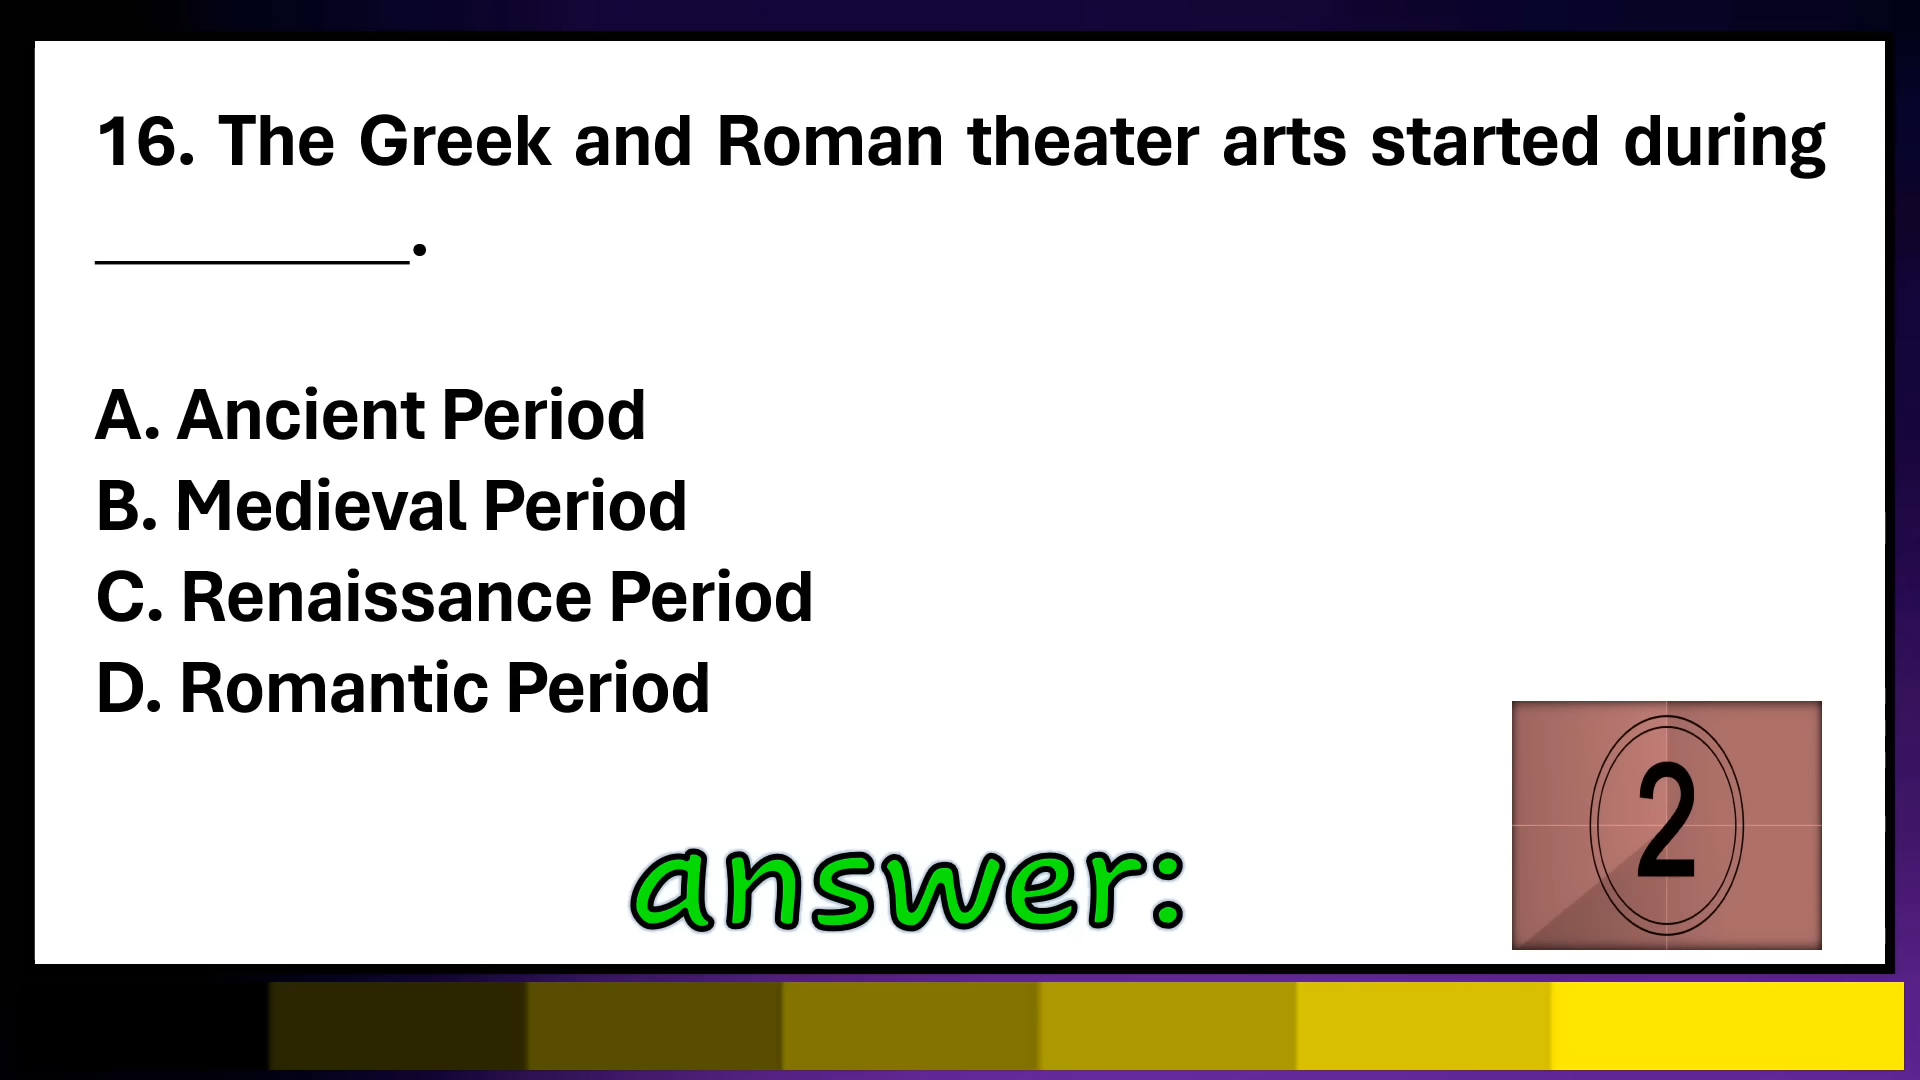 16. The Greek and Roman theater arts started during
_________.
A. Ancient Period
B. Medieval Period
C. Renaissance Period
D. Romantic Period
answer:
2